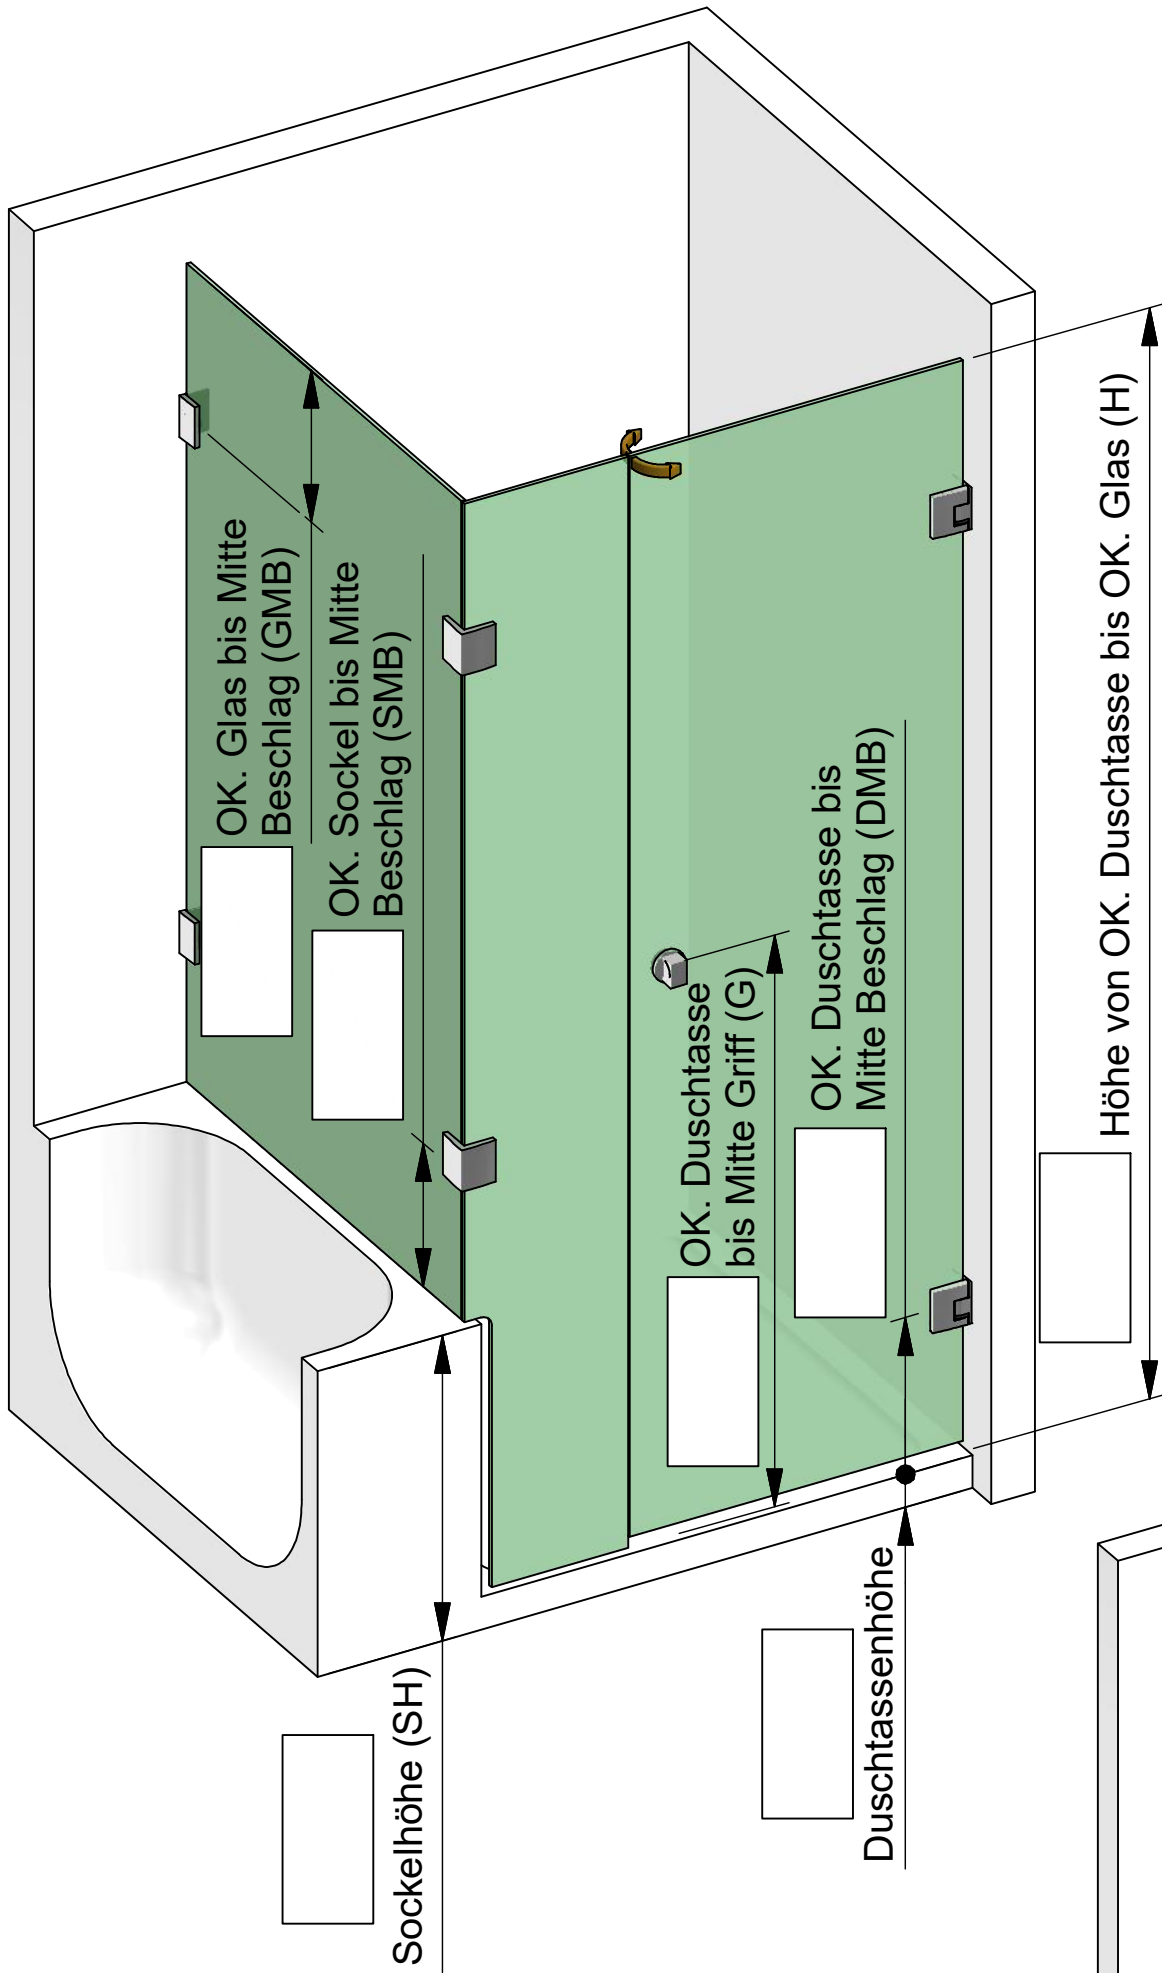 OK. Glas bis Mitte
Beschlag (GMB)
OK. Sockel bis Mitte
Beschlag (SMB)
Sockelhöhe (SH)
OK. Duschtasse
bis Mitte Griff (G)
OK. Duschtasse bis
Mitte Beschlag (DMB)
Duschtassenhöhe
Höhe von OK. Duschtasse bis OK. Glas (H)